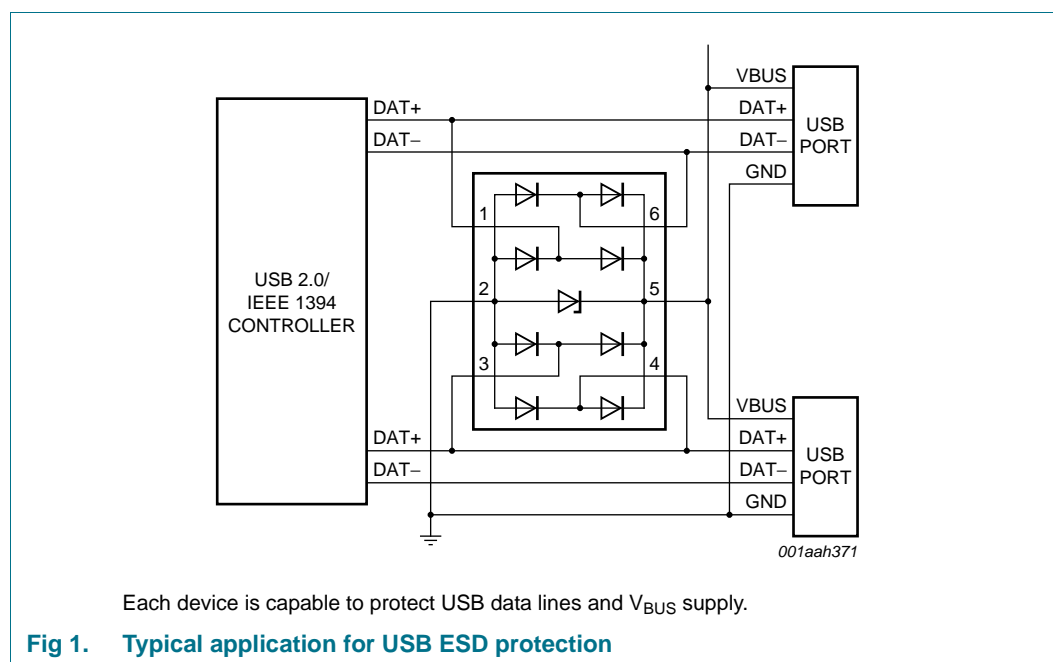 VBUS
DAT+
DAT+
DAT−
DAT−
GND
USB
PORT
1
6
USB 2.0/
IEEE 1394
CONTROLLER
2
5
3
4
VBUS
DAT+
DAT+
DAT−
DAT−
GND
USB
PORT
001aah371
Each device is capable to protect USB data lines and VBUS supply.
Fig 1. Typical application for USB ESD protection